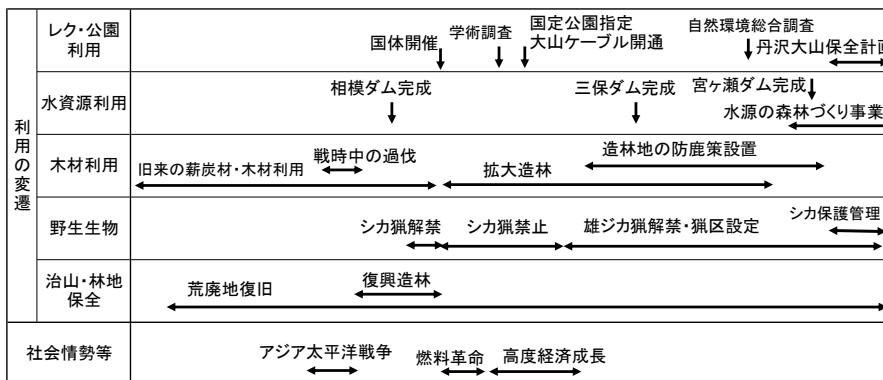 利用の変遷
レク・公園
利用
国体開催
学術調査
国定公園指定
大山ケーブル開通
自然環境総合調査
丹沢大山保全計画
水資源利用
相模ダム完成
三保ダム完成
宮ヶ瀬ダム完成
水源の森林づくり事業
木材利用
旧来の薪炭材・木材利用
戦時中の過伐
拡大造林
造林地の防鹿策設置
野生生物
シカ猟解禁
シカ猟禁止
雄ジカ猟解禁・猟区設定
シカ保護管理
治山・林地
保全
荒廃地復旧
復興造林
社会情勢等
アジア太平洋戦争
燃料革命
高度経済成長